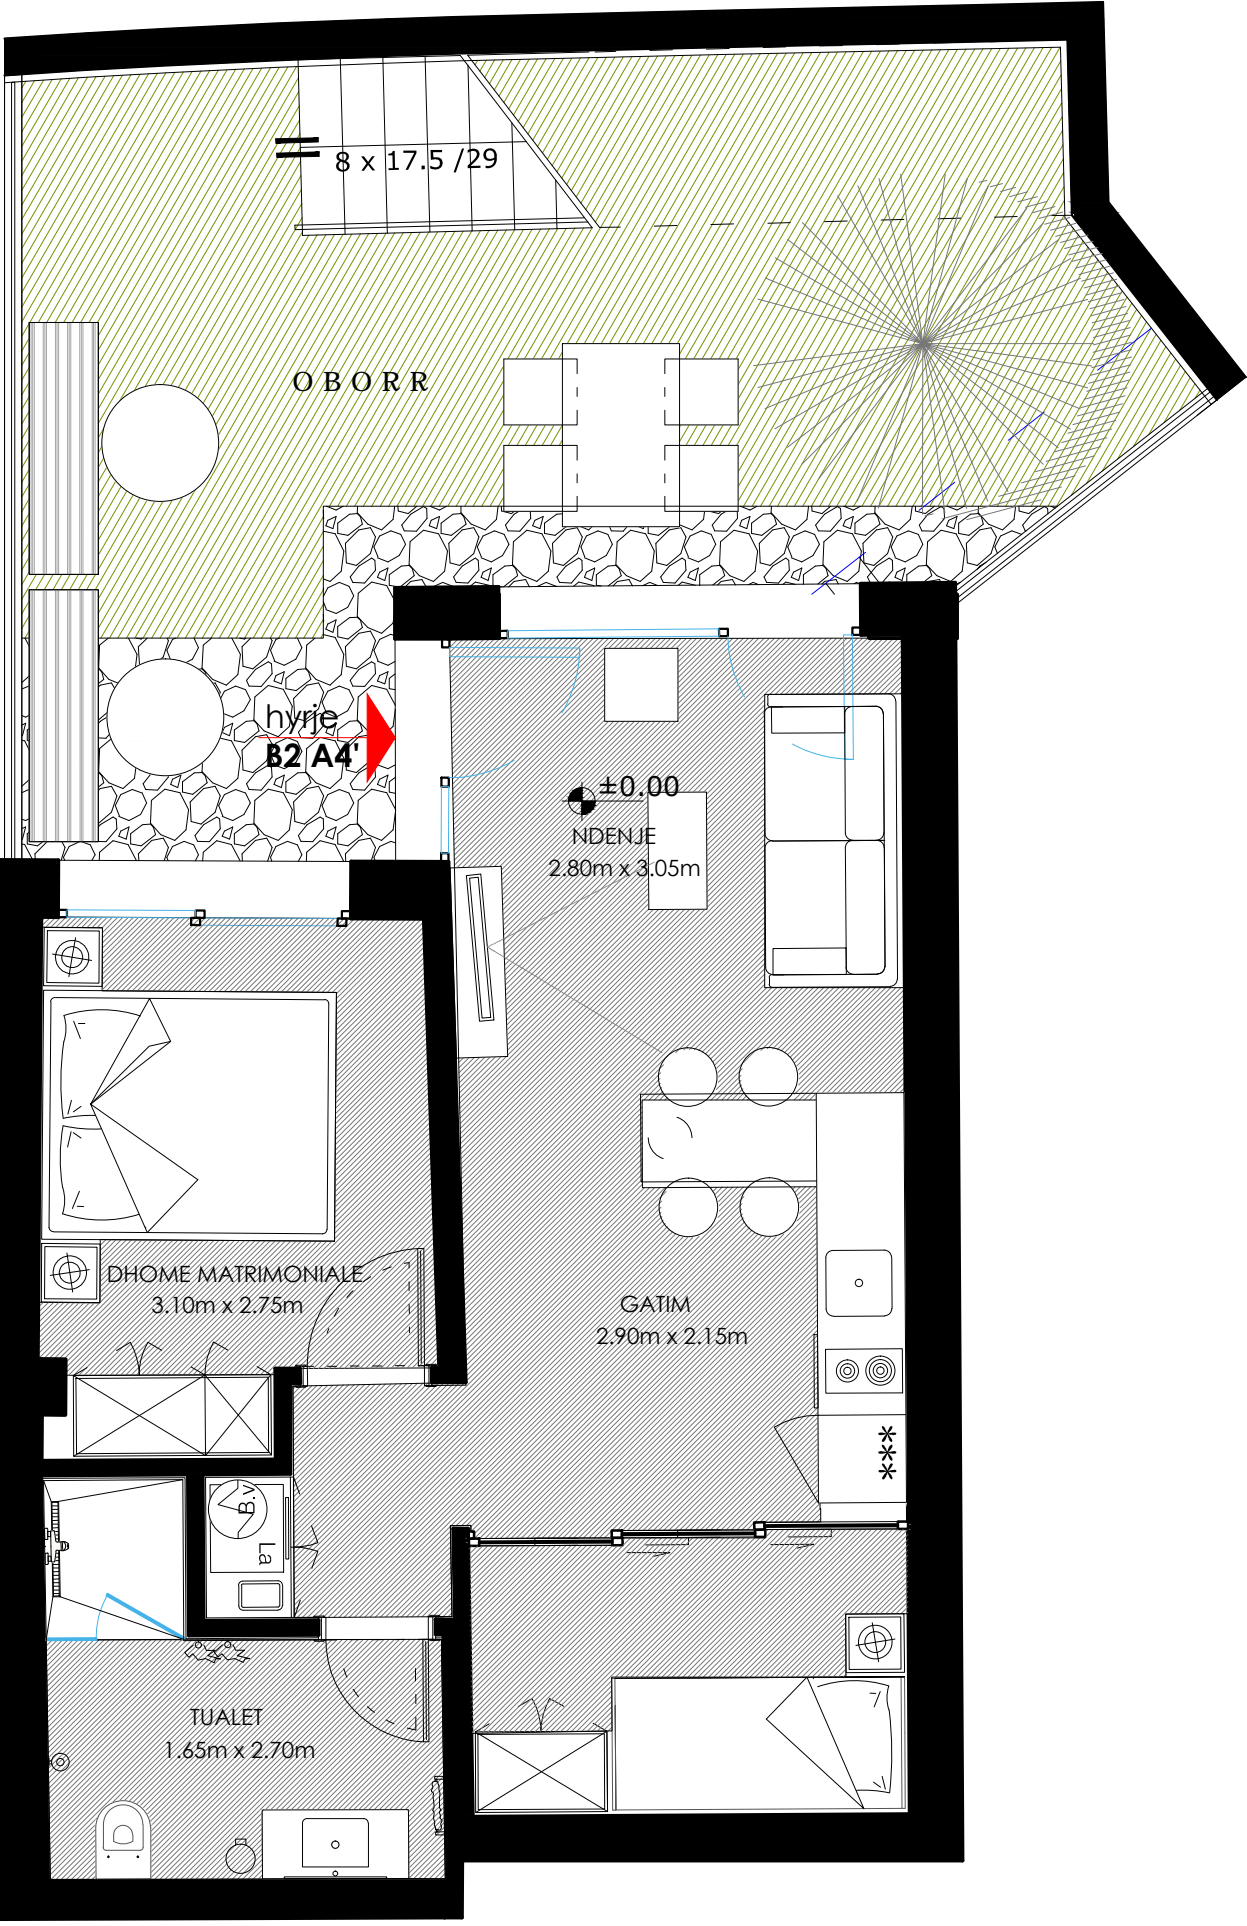 8 x 17.5 /29
OBORR
hyrje
B2 A4'
±0.00
NDENJE
2.80m x 3.05m
DHOME MATRIMONIALE
3.10m x 2.75m
GATIM
2.90m x 2.15m
***
B.v
La
TUALET
1.65m x 2.70m